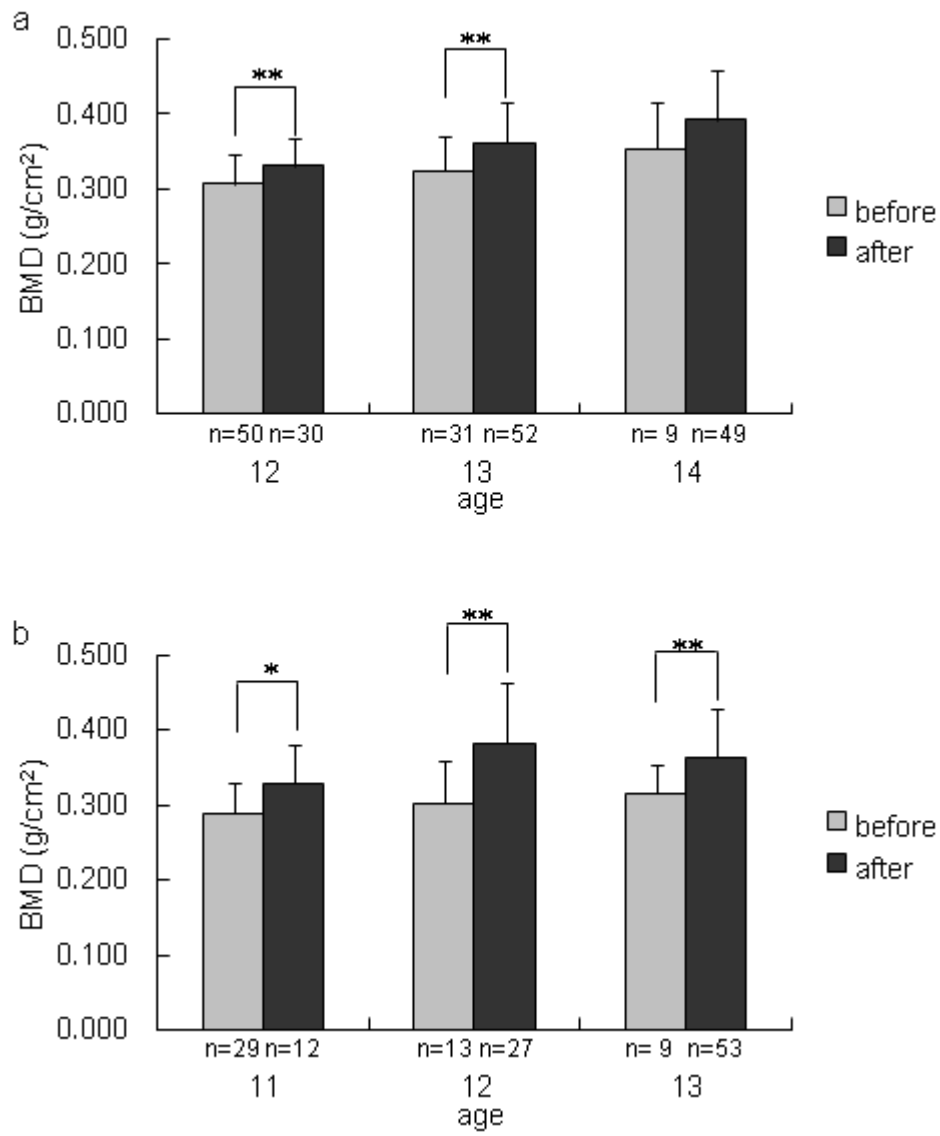 a
0.500
** **
0.400
0.300
0.200
0.100
0.000
BMD (g/cm²)
before
after
n=50 n=30 n=31 n=52 n= 9 n=49
12 13 14
age
b
0.500
* ** **
0.400
0.300
0.200
0.100
0.000
BMD (g/cm²)
before
after
n=29 n=12 n=13 n=27 n= 9 n=53
11 12 13
age